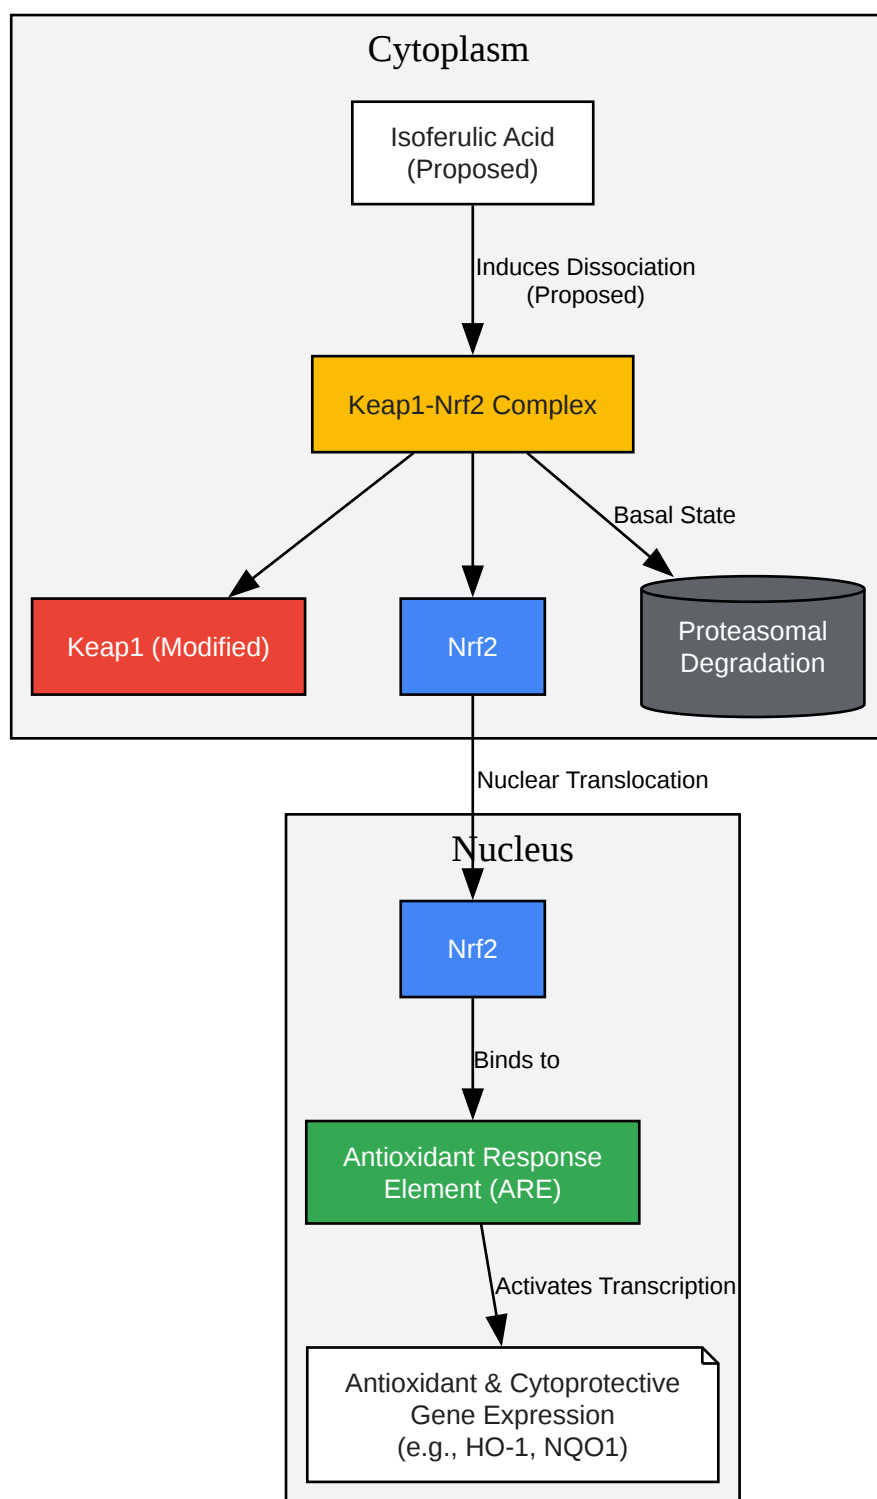 Cytoplasm
Isoferulic Acid
(Proposed)
Induces Dissociation
(Proposed)
Keap1-Nrf2 Complex
Basal State
Keap1 (Modified)
Nrf2
Proteasomal
Degradation
Nuclear Translocation
Nucleus
Nrf2
Binds to
Antioxidant Response
Element (ARE)
Activates Transcription
Antioxidant & Cytoprotective
Gene Expression
(e.g., HO-1, NQO1)